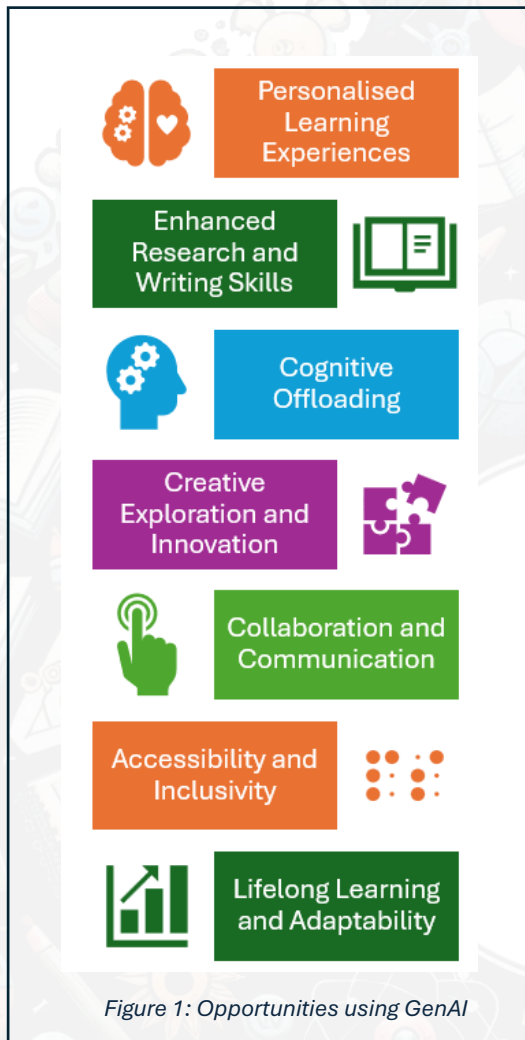 Personalised
Learning
Experiences
Enhanced
Research and
Writing Skills
Cognitive
Offloading
Creative
Exploration and
Innovation
Collaboration and
Communication
Accessibility and
Inclusivity
Lifelong Learning
and Adaptability
Figure 1: Opportunities using GenAI